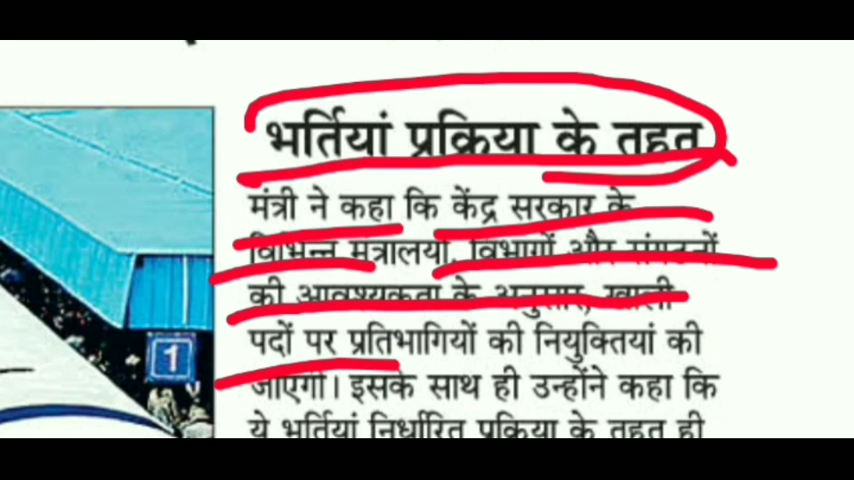 भर्तियां प्रक्रिया के तहत
मंत्री ने कहा कि केंद्र सरकार के
विभिन्न मंत्रालयों, विभागों और संगठनों
की आवश्यकता के अनुसार, खाली
पदों पर प्रतिभागियों की नियुक्तियां की
जाएंगी। इसके साथ ही उन्होंने कहा कि
ये भर्तियां निर्धारित प्रक्रिया के तहत ही
1